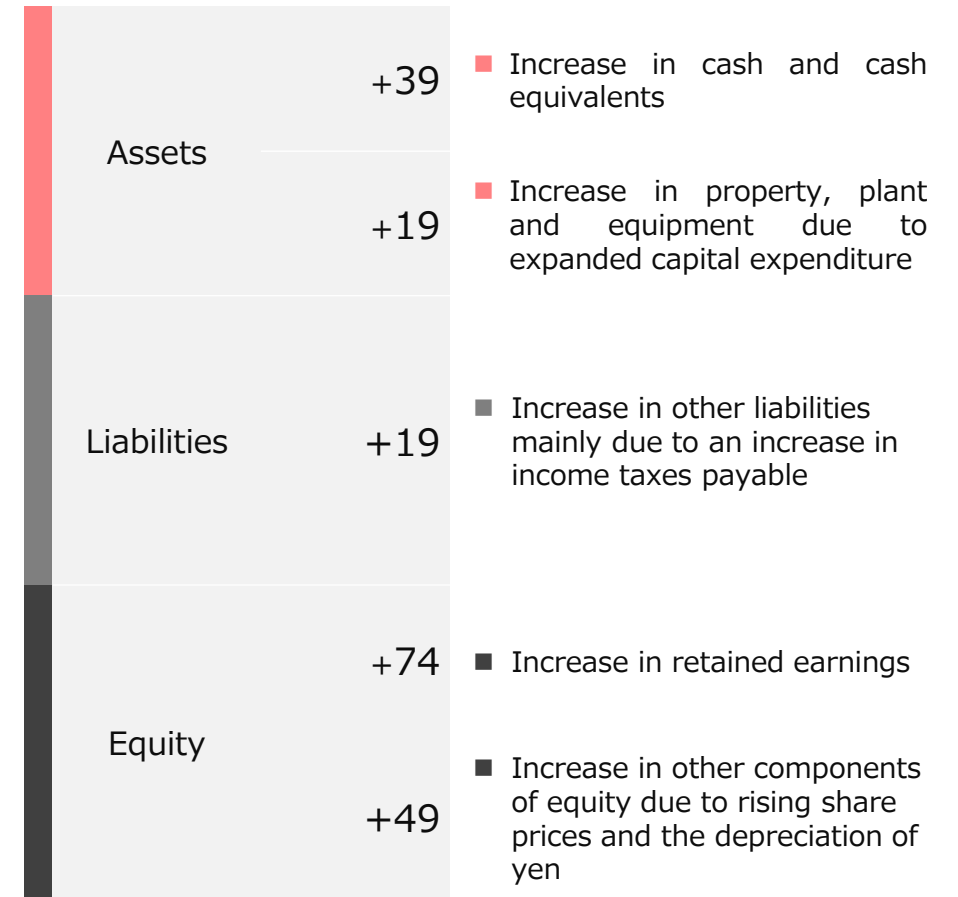 +39
■ Increase in cash and cash
equivalents
Assets
+19
■ Increase in property, plant
and equipment due to
expanded capital expenditure
Liabilities
+19
■ Increase in other liabilities
mainly due to an increase in
income taxes payable
+74
■ Increase in retained earnings
Equity
+49
■ Increase in other components
of equity due to rising share
prices and the depreciation of
yen